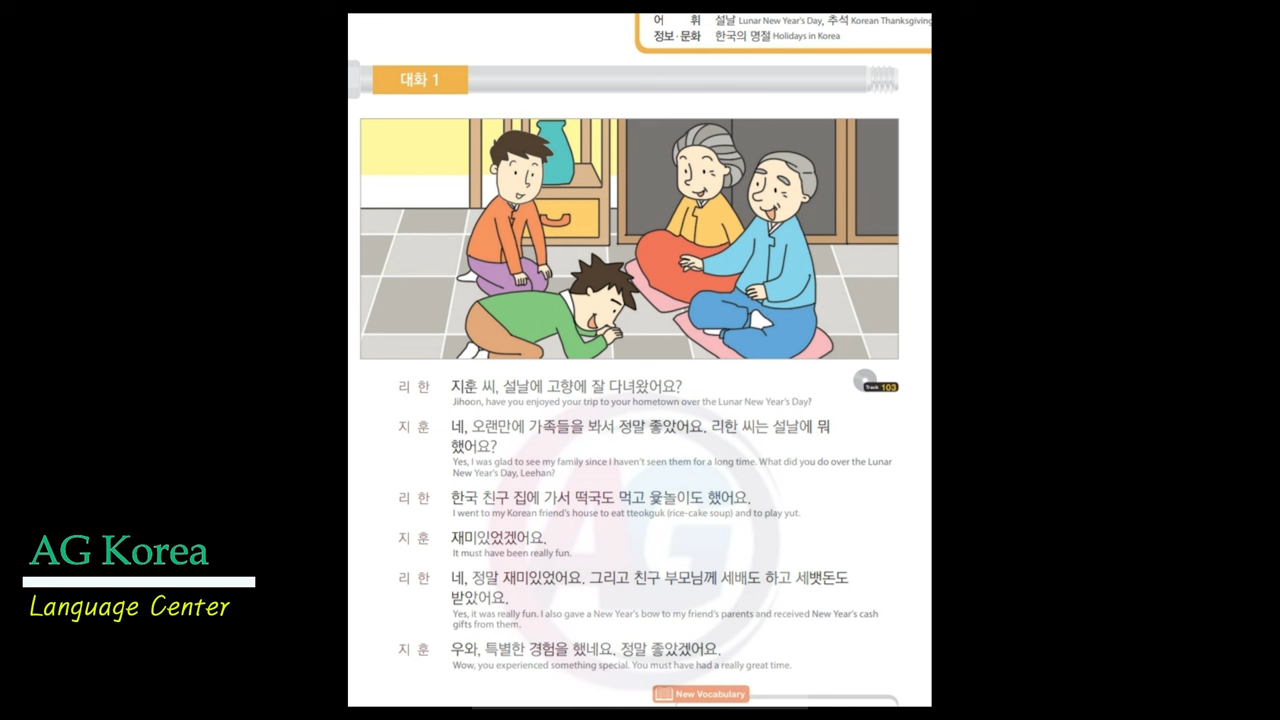 어 휘 설날 Lunar New Year's Day, 추석 Korean Thanksgiving
정보·문화 한국의 명절 Holidays in Korea
대화 1
Track 103
리 한 지훈 씨, 설날에 고향에 잘 다녀왔어요?
Jihoon, have you enjoyed your trip to your hometown over the Lunar New Year's Day?
지 훈 네, 오랜만에 가족들을 봐서 정말 좋았어요. 리한 씨는 설날에 뭐
했어요?
Yes, I was glad to see my family since I haven't seen them for a long time. What did you do over the Lunar
New Year's Day, Leehan?
리 한 한국 친구 집에 가서 떡국도 먹고 윷놀이도 했어요.
I went to my Korean friend's house to eat tteokguk (rice-cake soup) and to play yut.
지 훈 재미있었겠어요.
It must have been really fun.
리 한 네, 정말 재미있었어요. 그리고 친구 부모님께 세배도 하고 세뱃돈도
받았어요.
Yes, it was really fun. I also gave a New Year's bow to my friend's parents and received New Year's cash
gifts from them.
지 훈 우와, 특별한 경험을 했네요. 정말 좋았겠어요.
Wow, you experienced something special. You must have had a really great time.
New Vocabulary
AG Korea
Language Center
AG